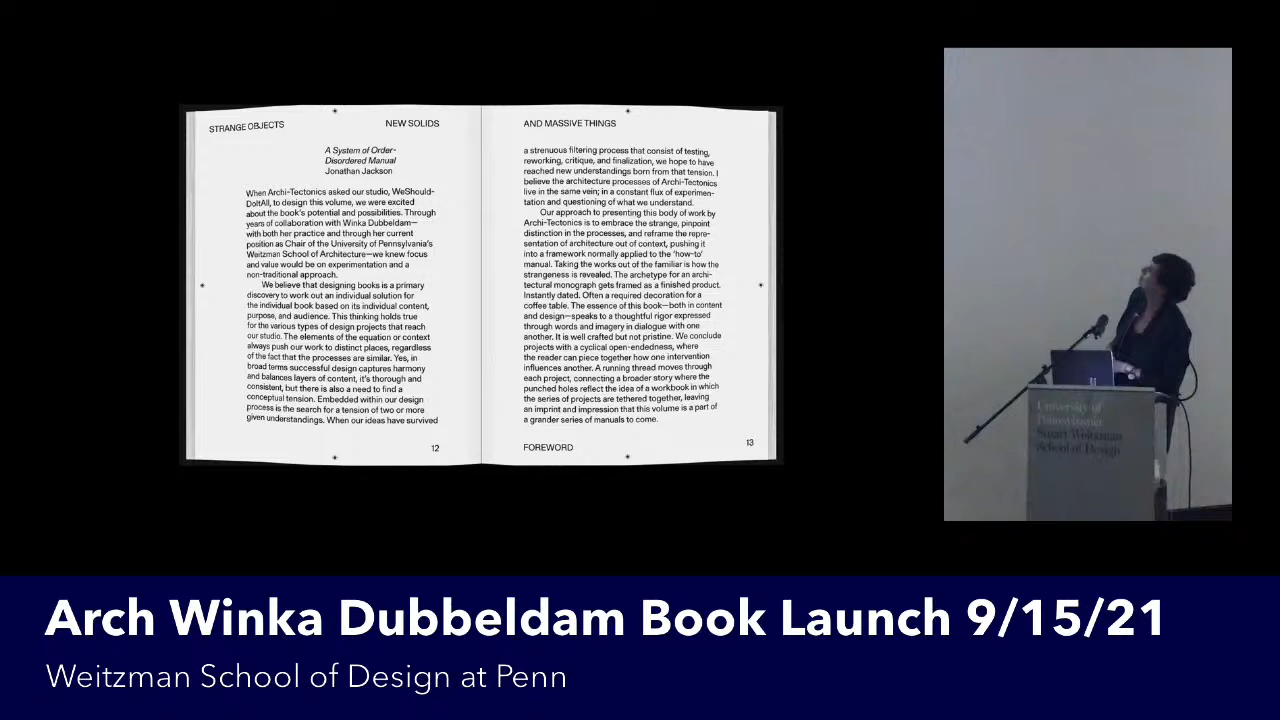 STRANGE OBJECTS
NEW SOLIDS
A System of Order-
Disordered Manual
Jonathan Jackson
When Archi-Tectonics asked our studio, WeShould-
DoItAll, to design this volume, we were excited
about the book's potential and possibilities. Through
years of collaboration with Winka Dubbeldam—
with both her practice and through her current
position as Chair of the University of Pennsylvania's
Weitzman School of Architecture—we knew focus
and value would be on experimentation and a
non-traditional approach.
We believe that designing books is a primary
discovery to work out an individual solution for
the individual book based on its individual content,
purpose, and audience. This thinking holds true
for the various types of design projects that reach
our studio. The elements of the equation or context
always push our work to distinct places, regardless
of the fact that the processes are similar. Yes, in
broad terms successful design captures harmony
and balances layers of content, it's thorough and
consistent, but there is also a need to find a
conceptual tension. Embedded within our design
process is the search for a tension of two or more
given understandings. When our ideas have survived
12
AND MASSIVE THINGS
a strenuous filtering process that consist of testing,
reworking, critique, and finalization, we hope to have
reached new understandings born from that tension. I
believe the architecture processes of Archi-Tectonics
live in the same vein; in a constant flux of experimen-
tation and questioning of what we understand.
Our approach to presenting this body of work by
Archi-Tectonics is to embrace the strange, pinpoint
distinction in the processes, and reframe the repre-
sentation of architecture out of context, pushing it
into a framework normally applied to the 'how-to'
manual. Taking the works out of the familiar is how the
strangeness is revealed. The archetype for an archi-
tectural monograph gets framed as a finished product.
Instantly dated. Often a required decoration for a
coffee table. The essence of this book—both in content
and design—speaks to a thoughtful rigor expressed
through words and imagery in dialogue with one
another. It is well crafted but not pristine. We conclude
projects with a cyclical open-endedness, where
the reader can piece together how one intervention
influences another. A running thread moves through
each project, connecting a broader story where the
punched holes reflect the idea of a workbook in which
the series of projects are tethered together, leaving
an imprint and impression that this volume is a part of
a grander series of manuals to come.
FOREWORD
13
University of
Pennsylvania
Stuart Weitzman
School of Design
Arch Winka Dubbeldam Book Launch 9/15/21
Weitzman School of Design at Penn